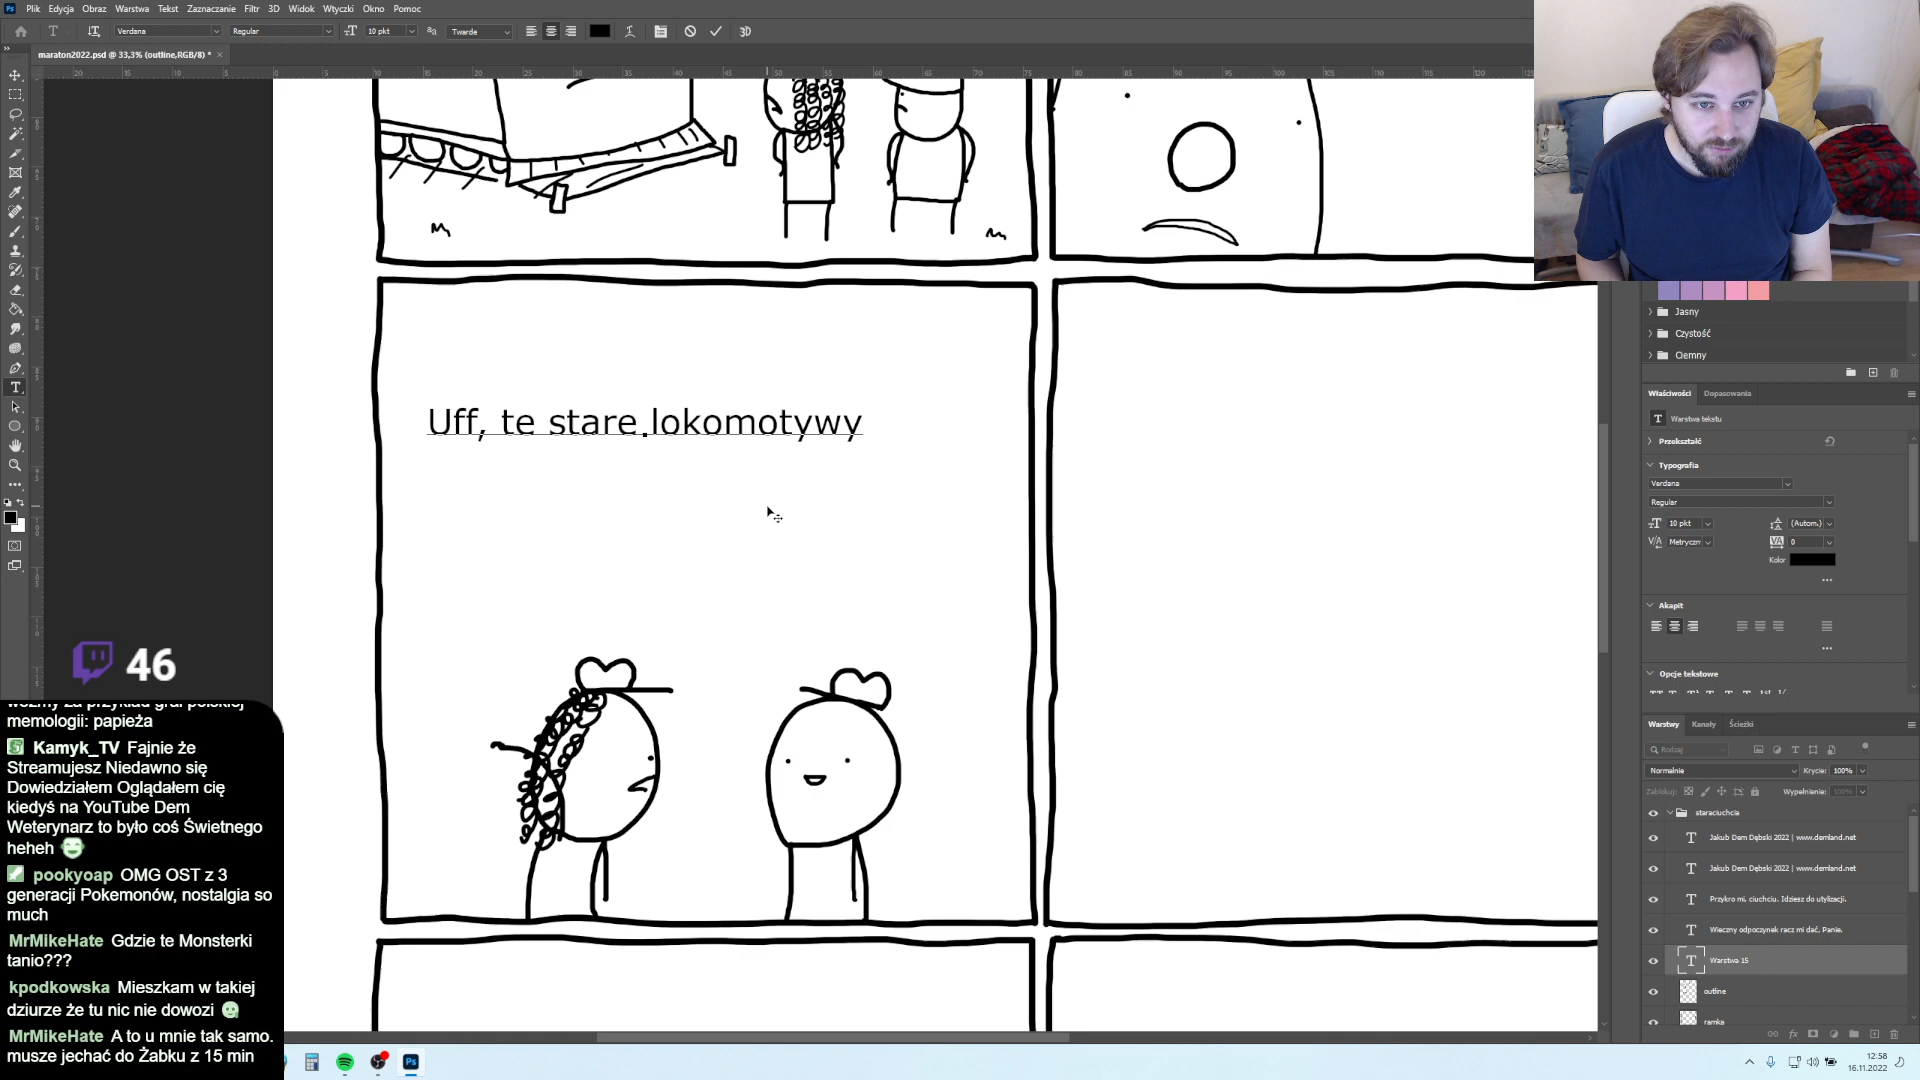 Plik Edycja Obraz Warstwa Tekst Zaznaczanie Filtr 3D Widok Wtyczki Okno Pomoc
Verdana Regular 10 pkt Twarde
maraton2022.psd @ 33,3% (outline,RGB/8) *
Uff, te stare.lokomotywy
46
memologii: papieża
Kamyk_TV Fajnie że
Streamujesz Niedawno się
Dowiedziałem Oglądałem cię
kiedyś na YouTube Dem
Weterynarz to było coś Świetnego
heheh
pookyoap OMG OST z 3
generacji Pokemonów, nostalgia so
much
MrMikeHate Gdzie te Monsterki
tanio???
kpodkowska Mieszkam w takiej
dziurze że tu nic nie dowozi
MrMikeHate A to u mnie tak samo.
musze jechać do Żabku z 15 min
Jasny
Czystość
Ciemny
Właściwości Dopasowania
Warstwa tekstu
Przekształć
Typografia
Verdana
Regular
10 pkt (Autom.)
Metryczn 0
Kolor
Akapit
Opcje tekstowe
Warstwy Kanały Ścieżki
Rodzaj
Normalnie Krycie: 100%
Zablokuj: Wypełnienie: 100%
staraciuchcia
Jakub Dem Dębski 2022 | www.demland.net
Jakub Dem Dębski 2022 | www.demland.net
Przykro mi, ciuchciu. Idziesz do utylizacji.
Wieczny odpoczynek racz mi dać, Panie.
Warstwa 15
outline
ramka
12:58
16.11.2022